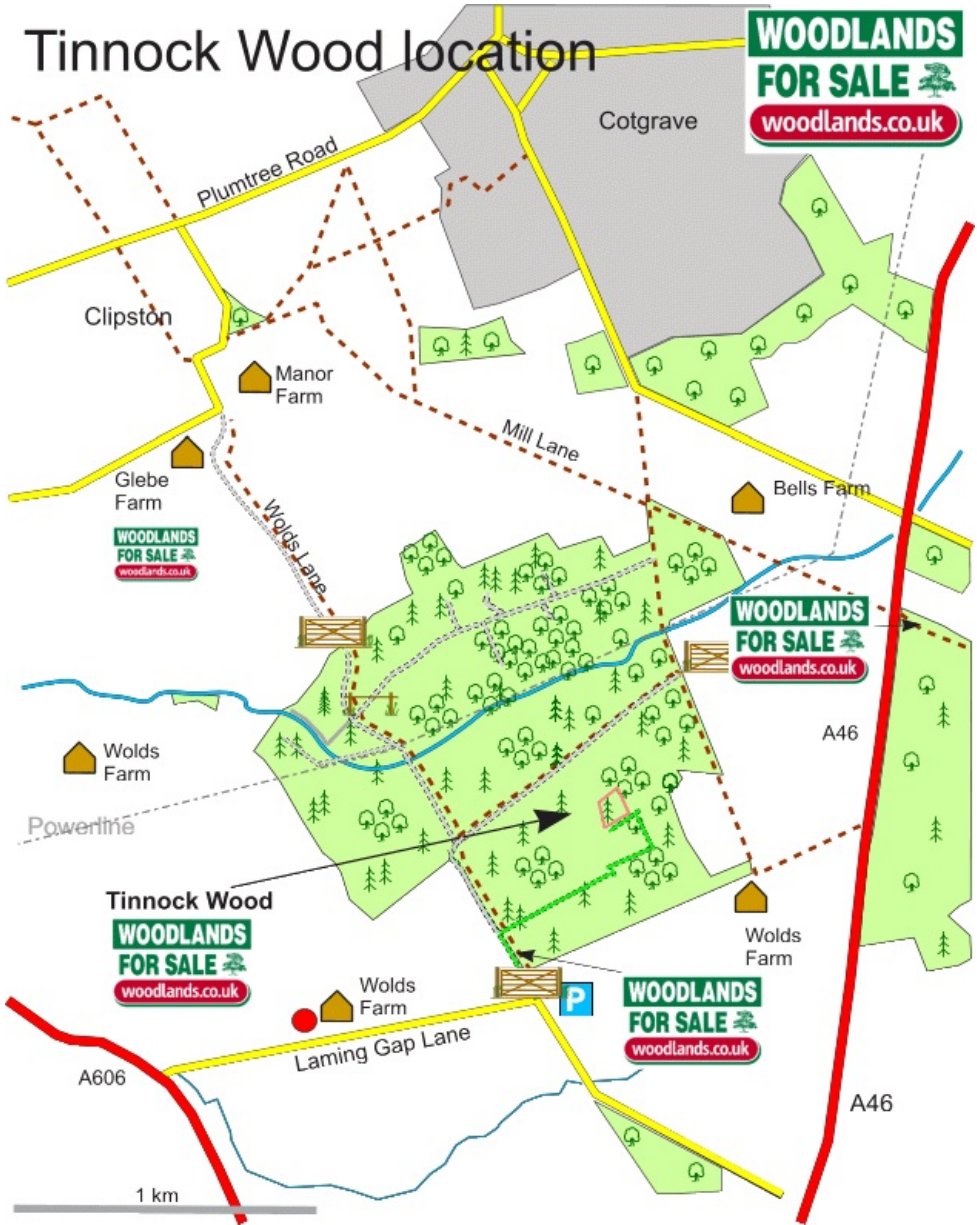 Tinnock Wood location
WOODLANDS
FOR SALE
woodlands.co.uk
Cotgrave
Plumtree Road
Clipston
Manor
Farm
Mill Lane
Glebe
Farm
Bells Farm
Wolds Lane
WOODLANDS
FOR SALE
woodlands.co.uk
WOODLANDS
FOR SALE
woodlands.co.uk
A46
Wolds
Farm
Powerline
Tinnock Wood
WOODLANDS
FOR SALE
woodlands.co.uk
Wolds
Farm
Wolds
Farm
P
WOODLANDS
FOR SALE
woodlands.co.uk
Laming Gap Lane
A606
A46
1 km